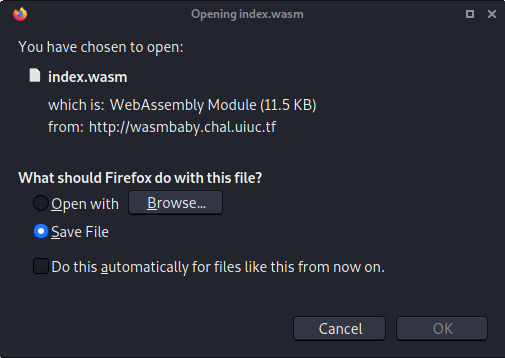 Opening index.wasm
You have chosen to open:
index.wasm
which is: WebAssembly Module (11.5 KB)
from: http://wasmbaby.chal.uiuc.tf
What should Firefox do with this file?
Open with Browse...
Save File
Do this automatically for files like this from now on.
Cancel OK